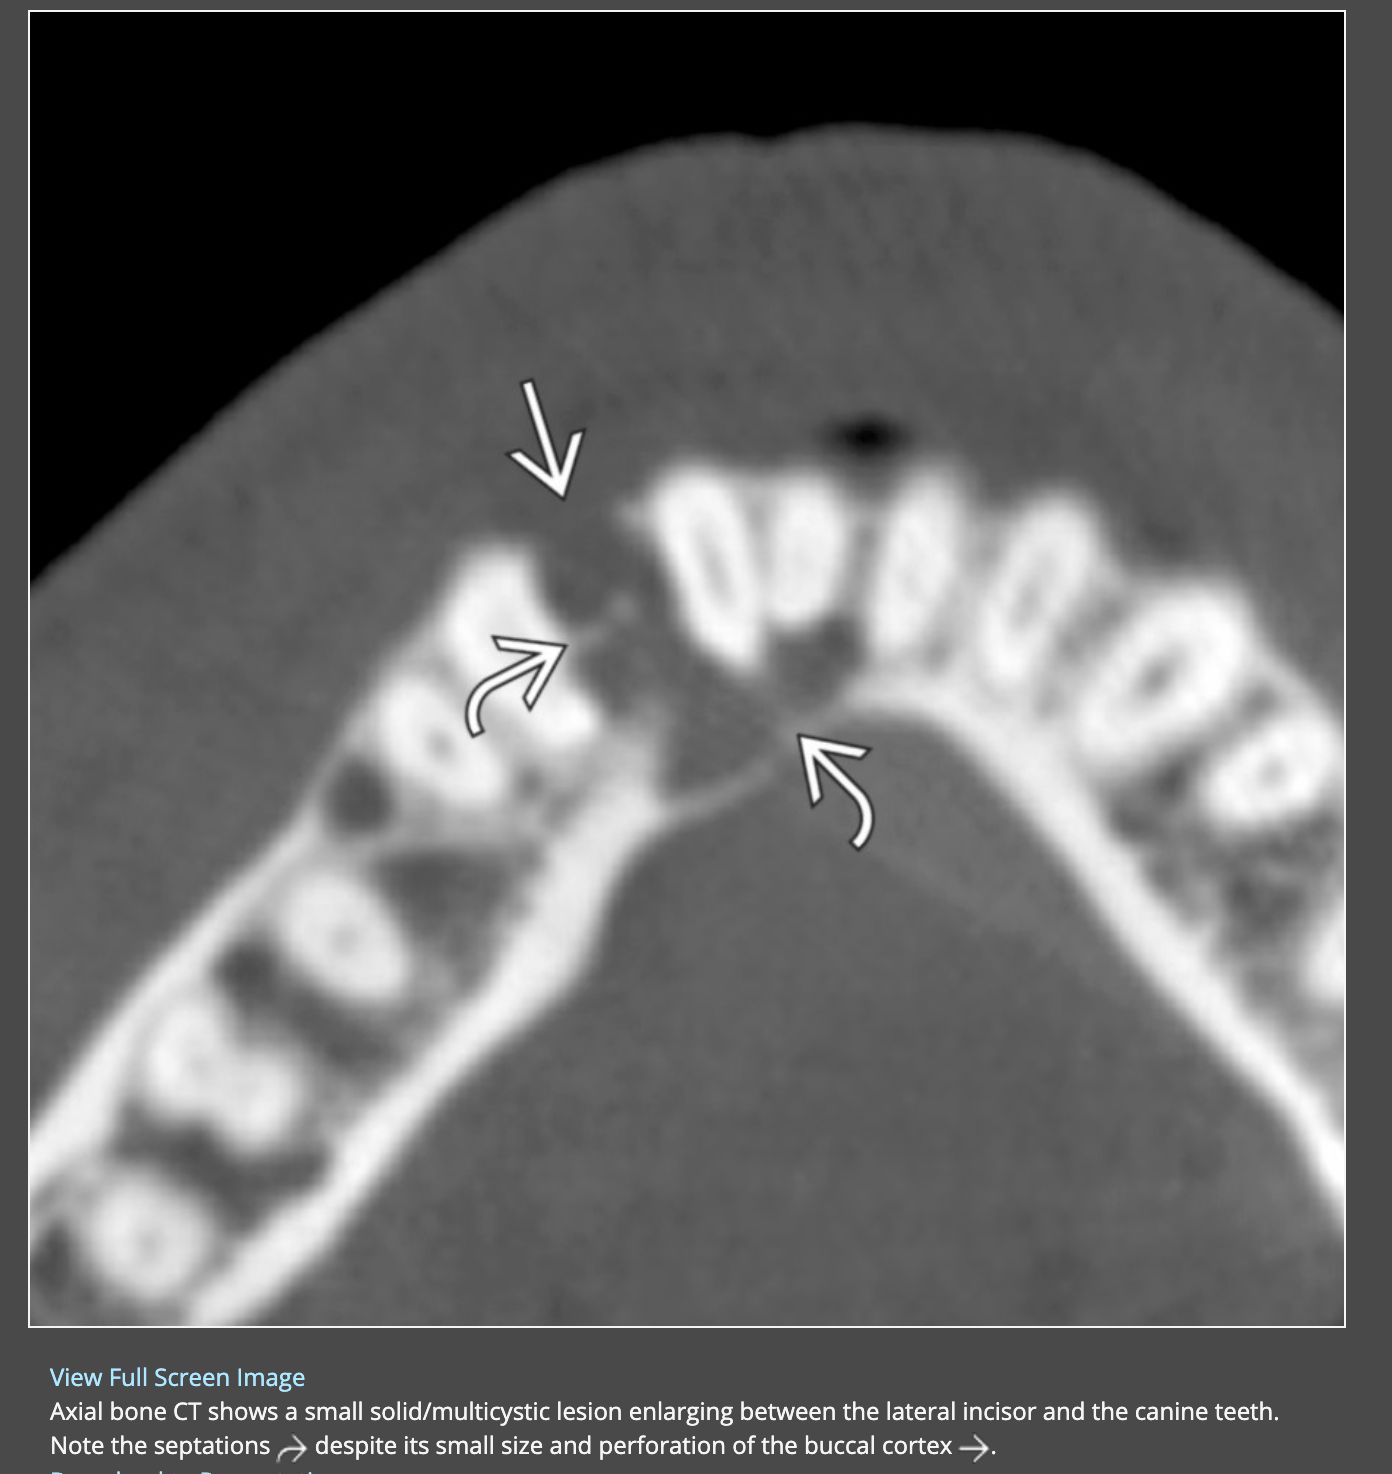 View Full Screen Image
Axial bone CT shows a small solid/multicystic lesion enlarging between the lateral incisor and the canine teeth.
Note the septations despite its small size and perforation of the buccal cortex .